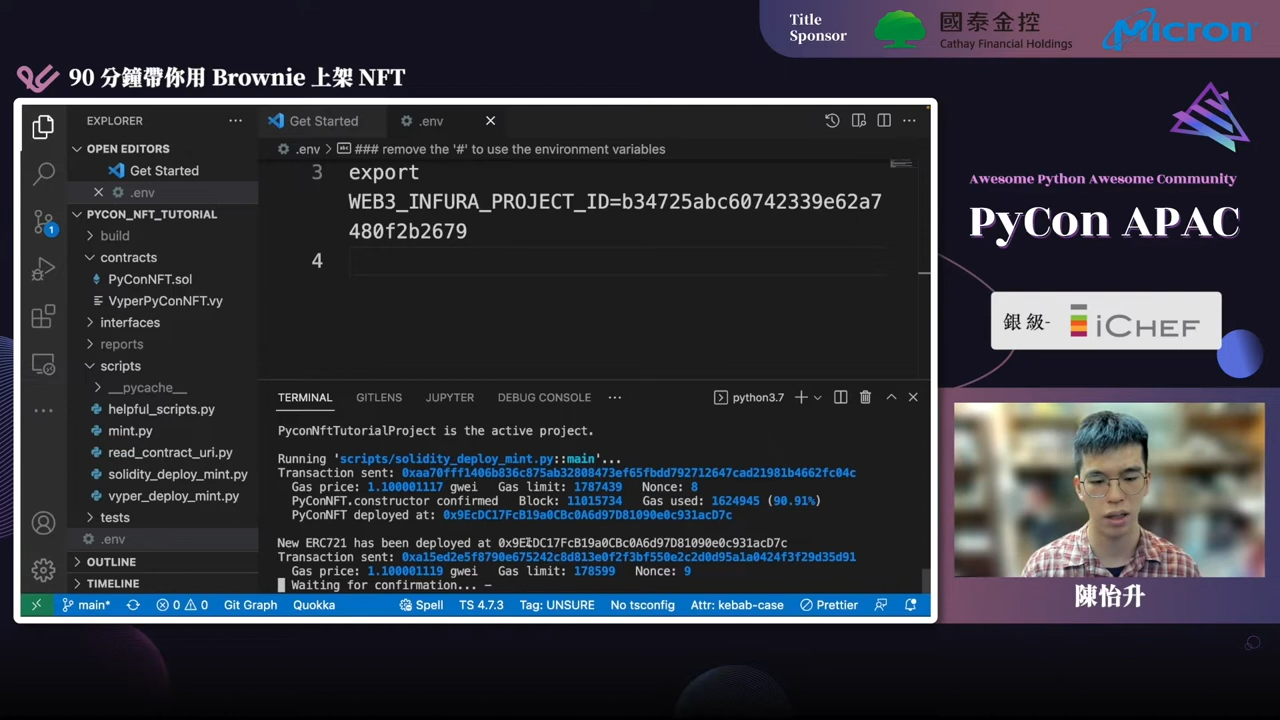 Title
Sponsor
國泰金控
Cathay Financial Holdings
Micron
90 分鐘帶你用 Brownie 上架 NFT
EXPLORER
Get Started
.env
OPEN EDITORS
Get Started
.env
PYCON_NFT_TUTORIAL
build
contracts
PyConNFT.sol
VyperPyConNFT.vy
interfaces
reports
scripts
__pycache__
helpful_scripts.py
mint.py
read_contract_uri.py
solidity_deploy_mint.py
vyper_deploy_mint.py
tests
.env
OUTLINE
TIMELINE
.env ### remove the '#' to use the environment variables
3 export
WEB3_INFURA_PROJECT_ID=b34725abc60742339e62a7
480f2b2679
4
TERMINAL GITLENS JUPYTER DEBUG CONSOLE python3.7
PyconNftTutorialProject is the active project.
Running 'scripts/solidity_deploy_mint.py::main'...
Transaction sent: 0xaa70fff1406b836c875ab32808473ef65fbdd792712647cad21981b4662fc04c
Gas price: 1.100001117 gwei Gas limit: 1787439 Nonce: 8
PyConNFT.constructor confirmed Block: 11015734 Gas used: 1624945 (90.91%)
PyConNFT deployed at: 0x9EcDC17FcB19a0CBc0A6d97D81090e0c931acD7c
New ERC721 has been deployed at 0x9EcDC17FcB19a0CBc0A6d97D81090e0c931acD7c
Transaction sent: 0xa15ed2e5f8790e675242c8d813e0f2f3bf550e2c2d0d95a1a0424f3f29d35d91
Gas price: 1.100001119 gwei Gas limit: 178599 Nonce: 9
Waiting for confirmation... -
main* 0 0 Git Graph Quokka Spell TS 4.7.3 Tag: UNSURE No tsconfig Attr: kebab-case Prettier
1
Awesome Python Awesome Community
PyCon APAC
銀級- iCHEF
陳怡升